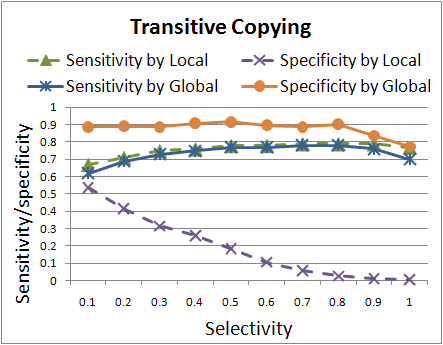 Transitive Copying
Sensitivity by Local
Specificity by Local
Sensitivity by Global
Specificity by Global
Sensitivity/specificity
1
0.9
0.8
0.7
0.6
0.5
0.4
0.3
0.2
0.1
0
0.1 0.2 0.3 0.4 0.5 0.6 0.7 0.8 0.9 1
Selectivity